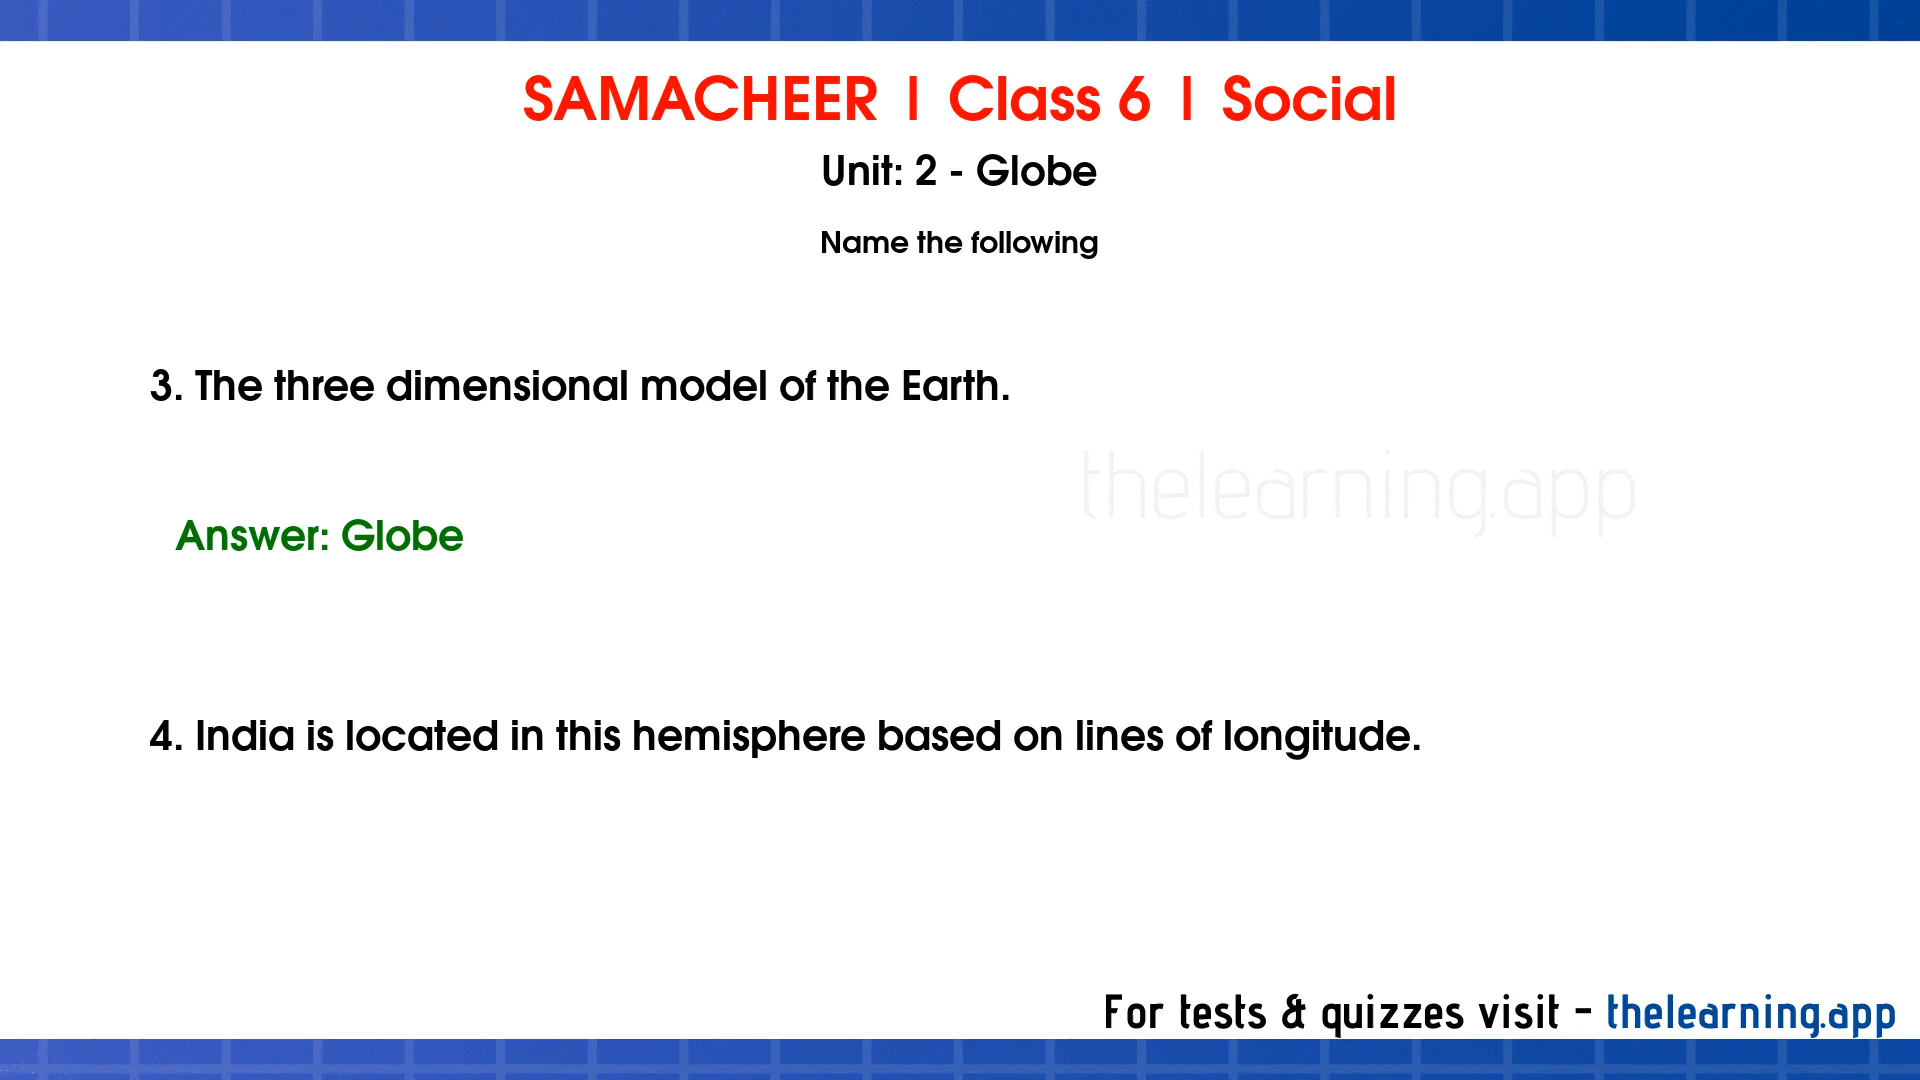 SAMACHEER | Class 6 | Social
Unit: 2 - Globe
Name the following
3. The three dimensional model of the Earth.
thelearning.app
Answer: Globe
4. India is located in this hemisphere based on lines of longitude.
For tests & quizzes visit - thelearning.app